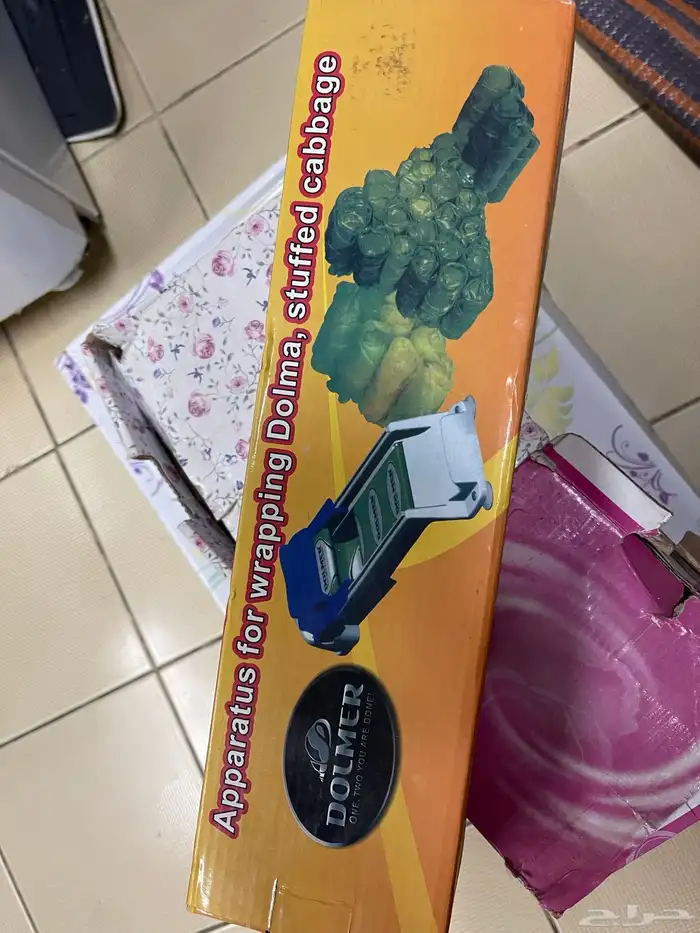 Apparatus for wrapping Dolma, stuffed cabbage
DOLMER
ONE, TWO YOU ARE DONE!
حراج